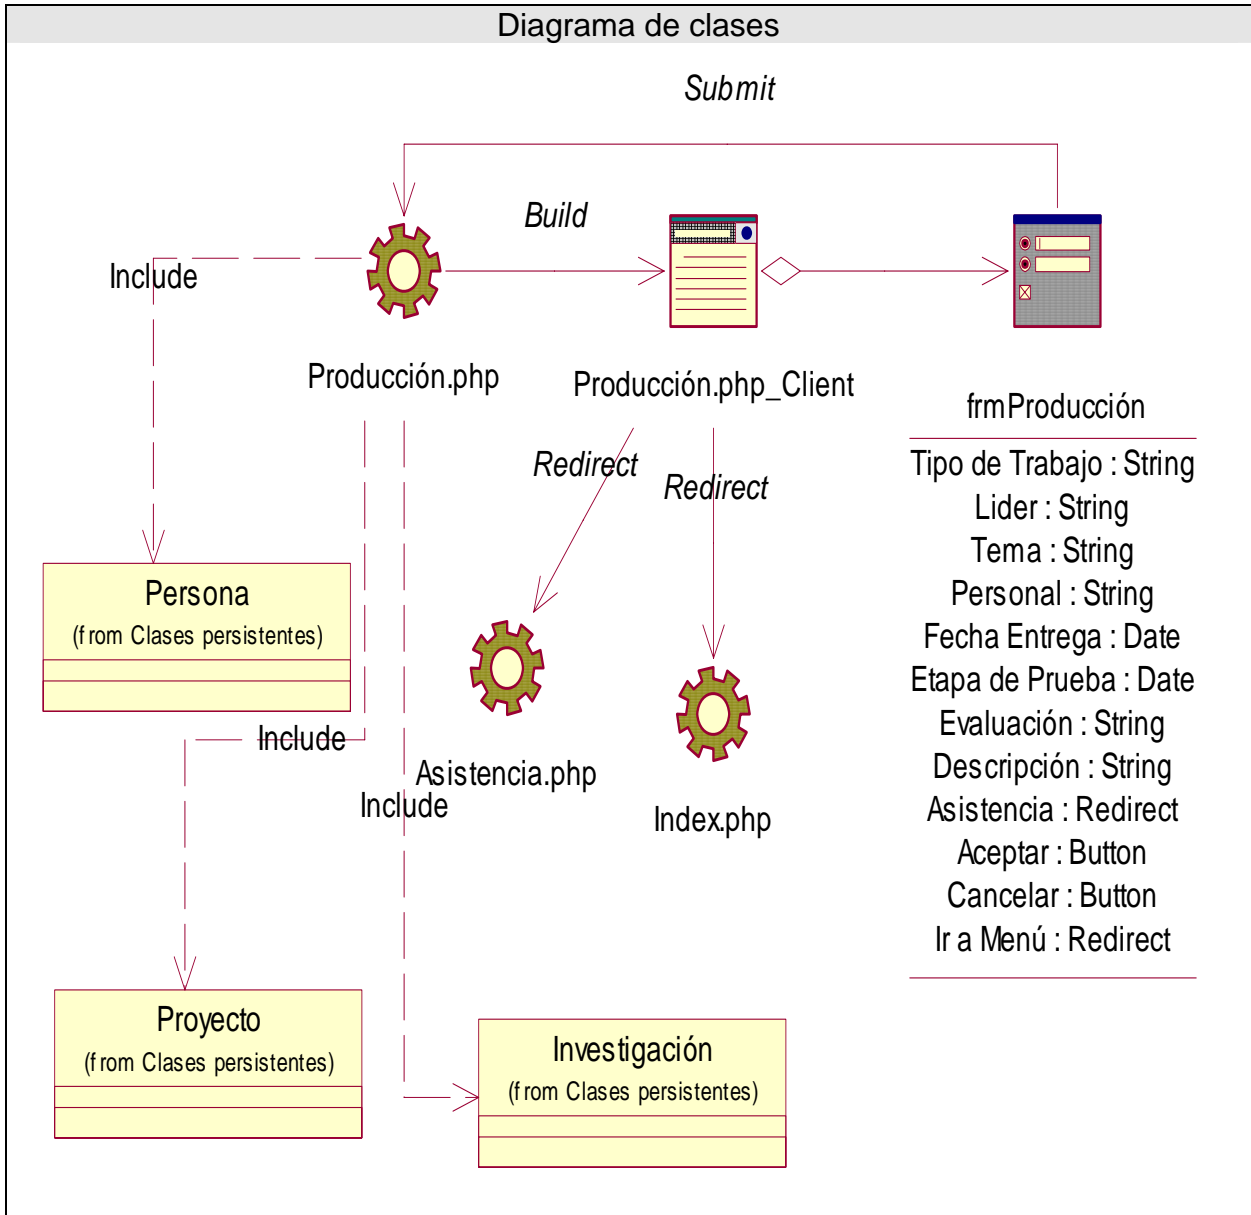 Diagrama de clases
Submit
Build
Include
Producción.php
Producción.php_Client
frmProducción
Redirect
Redirect
Tipo de Trabajo : String
Lider : String
Tema : String
Personal : String
Fecha Entrega : Date
Etapa de Prueba : Date
Evaluación : String
Descripción : String
Asistencia : Redirect
Aceptar : Button
Cancelar : Button
Ir a Menú : Redirect
Persona
(from Clases persistentes)
Include
Asistencia.php
Include
Index.php
Proyecto
(from Clases persistentes)
Investigación
(from Clases persistentes)